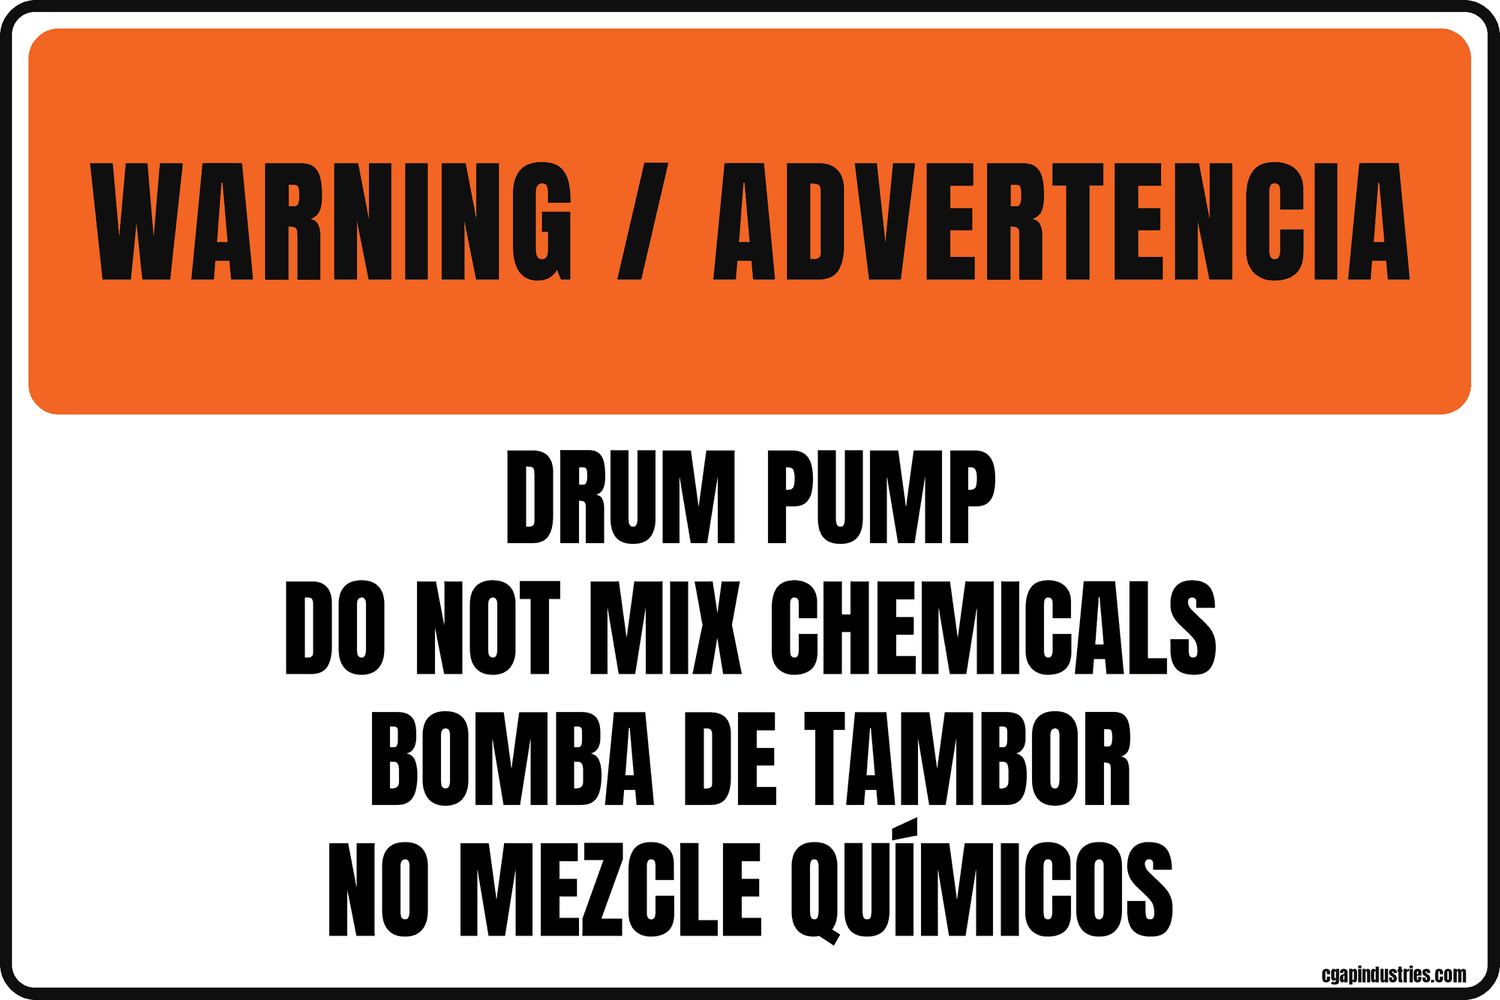 WARNING / ADVERTENCIA
DRUM PUMP
DO NOT MIX CHEMICALS
BOMBA DE TAMBOR
NO MEZCLE QUÍMICOS
cgapindustries.com